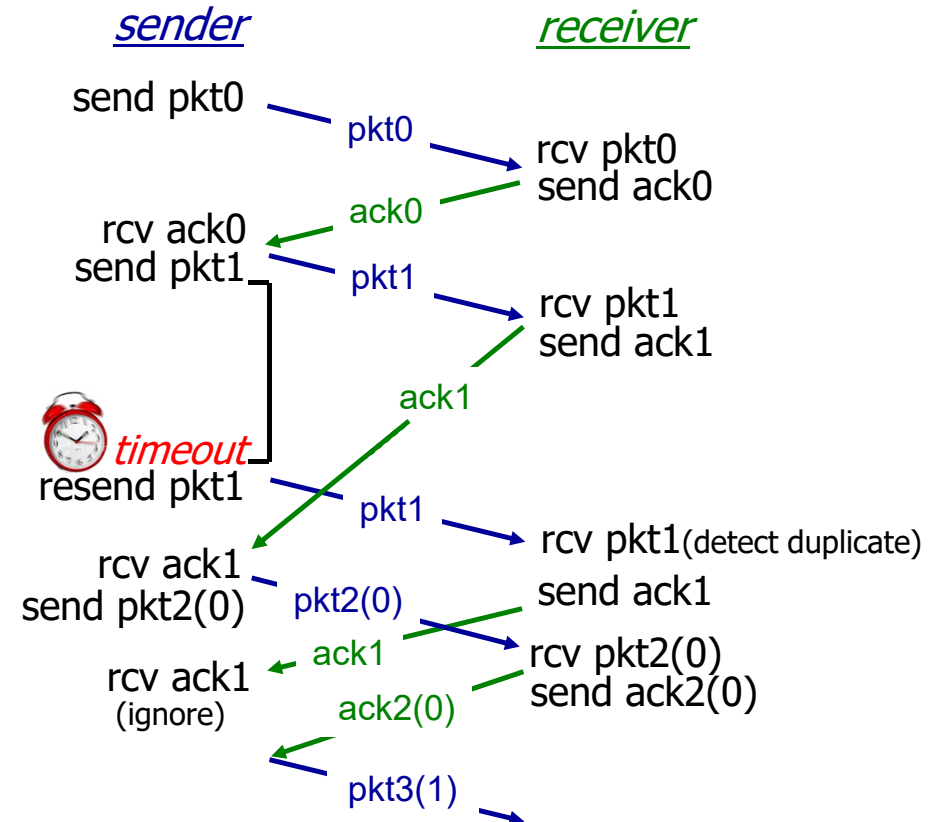 sender receiver
send pkt0
pkt0
rcv pkt0
send ack0
ack0
rcv ack0
send pkt1
pkt1
rcv pkt1
send ack1
ack1
timeout
resend pkt1
pkt1
rcv pkt1(detect duplicate)
rcv ack1
send ack1
send pkt2(0)
pkt2(0)
ack1
rcv pkt2(0)
rcv ack1
send ack2(0)
(ignore)
ack2(0)
pkt3(1)